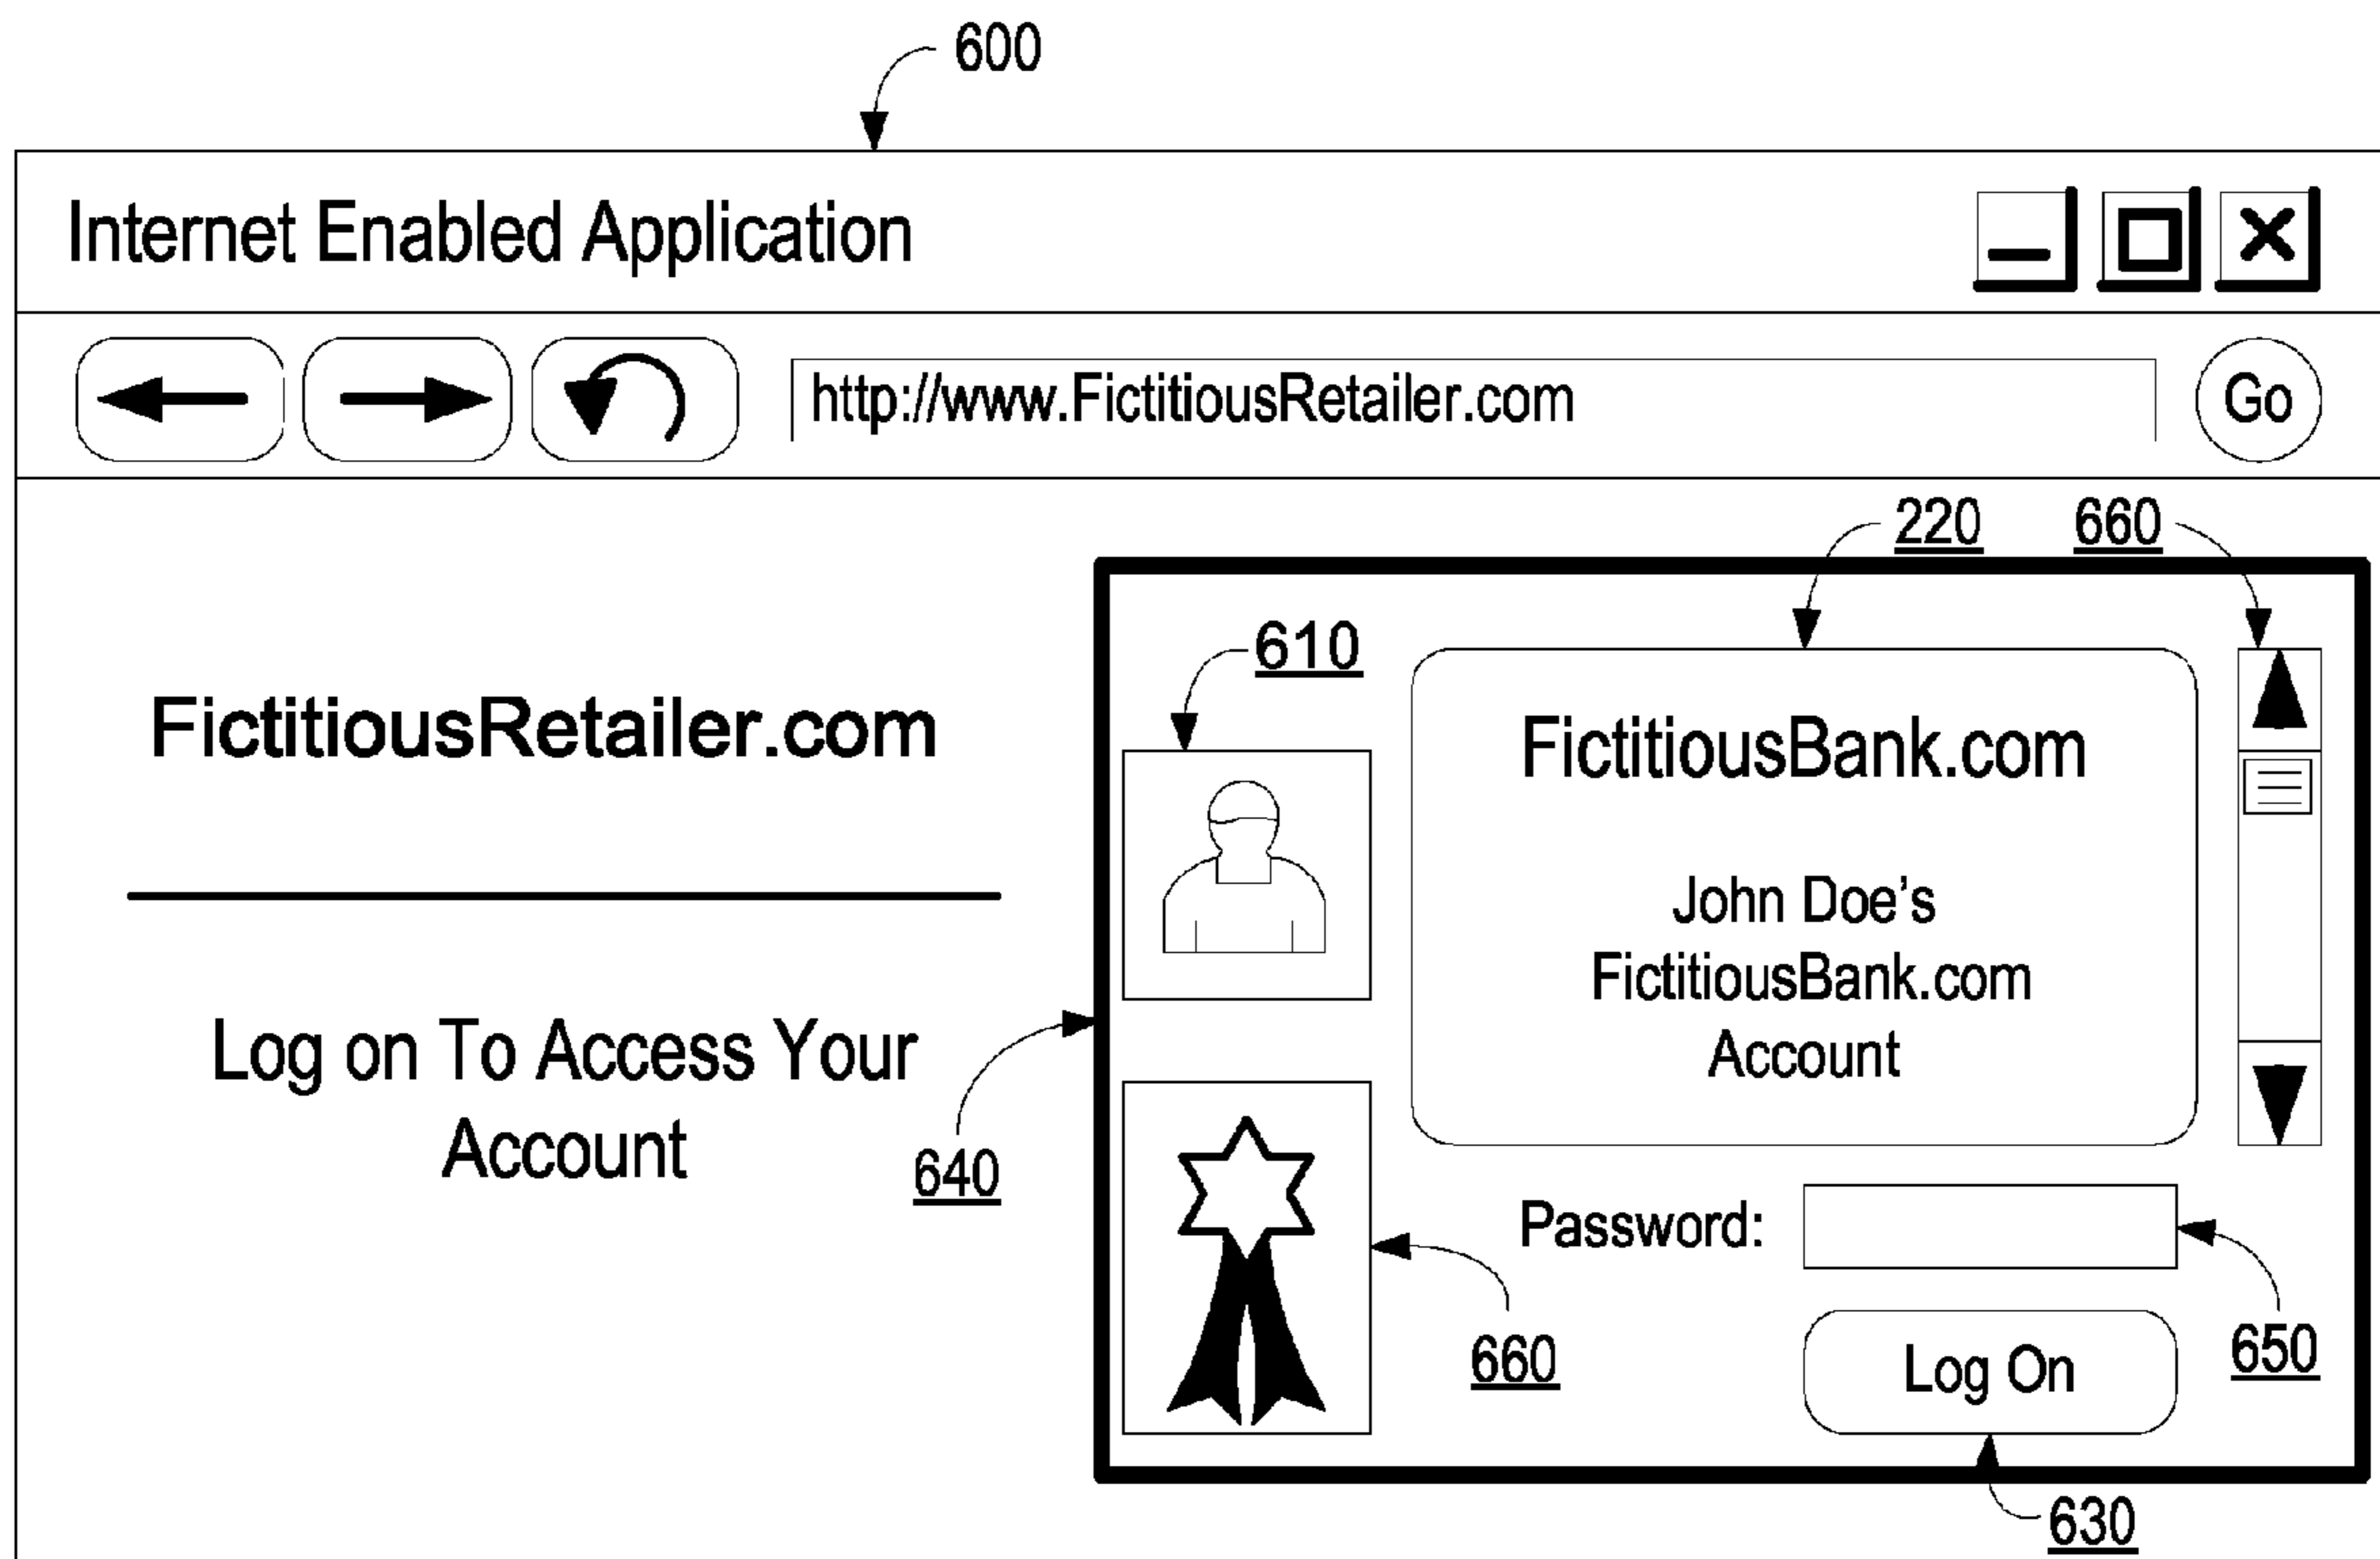 600
Internet Enabled Application
http://www.FictitiousRetailer.com
Go
220
660
610
FictitiousRetailer.com
FictitiousBank.com
John Doe's
FictitiousBank.com
Account
Log on To Access Your
Account
640
Password:
660
650
Log On
630